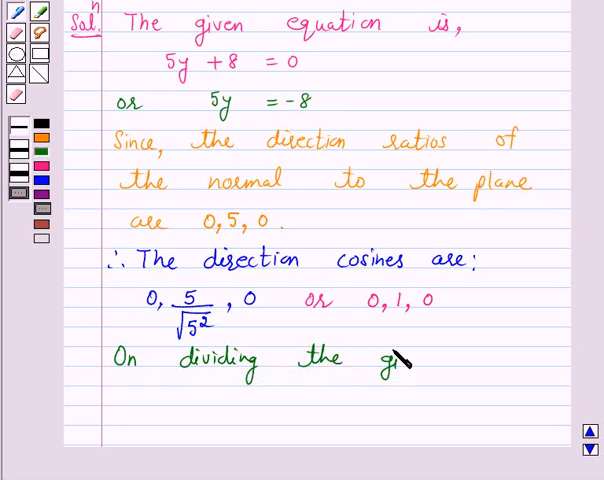 Solⁿ. The given equation is,
5y + 8 = 0
or 5y = -8
Since, the direction ratios of
the normal to the plane
are 0, 5, 0.
∴ The direction cosines are:
0, 5/√5², 0 or 0, 1, 0
On dividing the gi